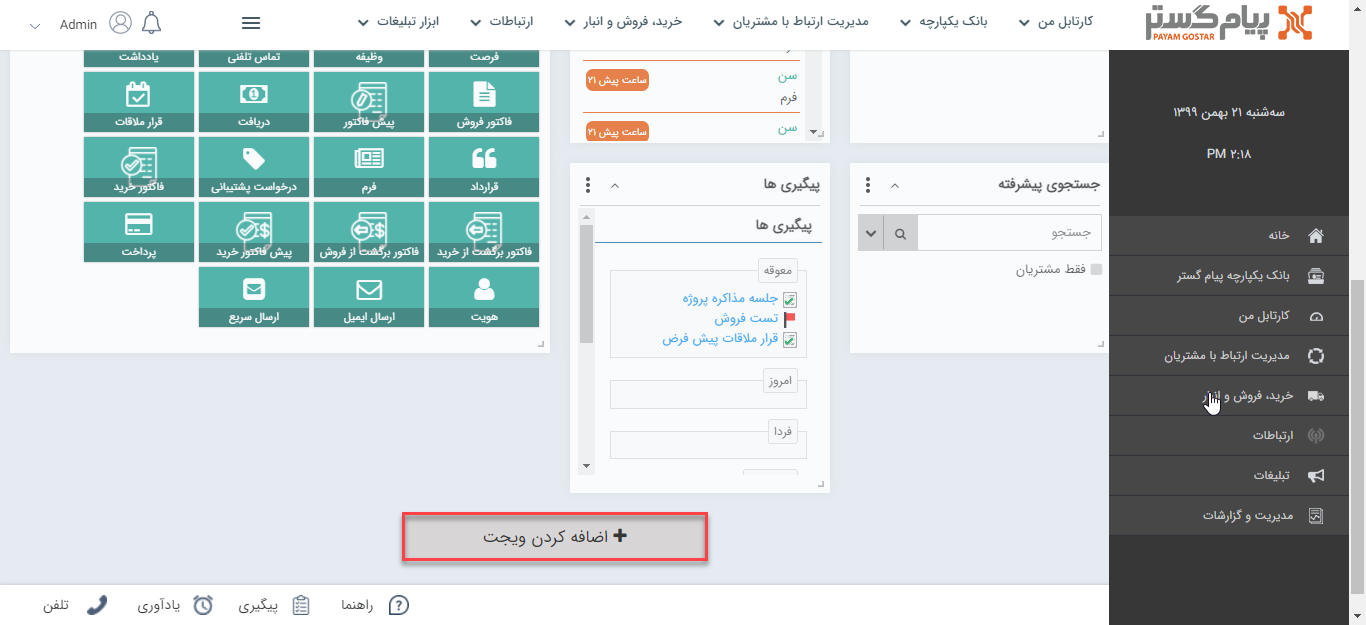 پیام‌گستر
PAYAM GOSTAR
کارتابل من
بانک یکپارچه
مدیریت ارتباط با مشتریان
خرید، فروش و انبار
ارتباطات
ابزار تبلیغات
Admin
سه‌شنبه ۲۱ بهمن ۱۳۹۹
۲:۱۸ PM
خانه
بانک یکپارچه پیام گستر
کارتابل من
مدیریت ارتباط با مشتریان
خرید، فروش و انبار
ارتباطات
تبلیغات
مدیریت و گزارشات
جستجوی پیشرفته
جستجو
فقط مشتریان
سن
۲۱ ساعت پیش
فرم
سن
۲۱ ساعت پیش
پیگیری ها
پیگیری ها
معوقه
جلسه مذاکره پروژه
تست فروش
قرار ملاقات پیش فرض
امروز
فردا
فرصت
وظیفه
تماس تلفنی
یادداشت
فاکتور فروش
پیش فاکتور
دریافت
قرار ملاقات
قرارداد
فرم
درخواست پشتیبانی
فاکتور خرید
فاکتور برگشت از خرید
فاکتور برگشت از فروش
پیش فاکتور خرید
پرداخت
هویت
ارسال ایمیل
ارسال سریع
+ اضافه کردن ویجت
راهنما
پیگیری
یادآوری
تلفن